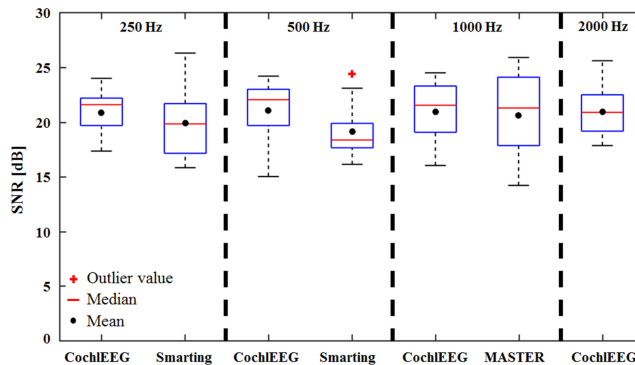 30
25
20
15
10
5
0
SNR [dB]
250 Hz
500 Hz
1000 Hz
2000 Hz
Outlier value
Median
Mean
CochlEEG
Smarting
CochlEEG
Smarting
CochlEEG
MASTER
CochlEEG